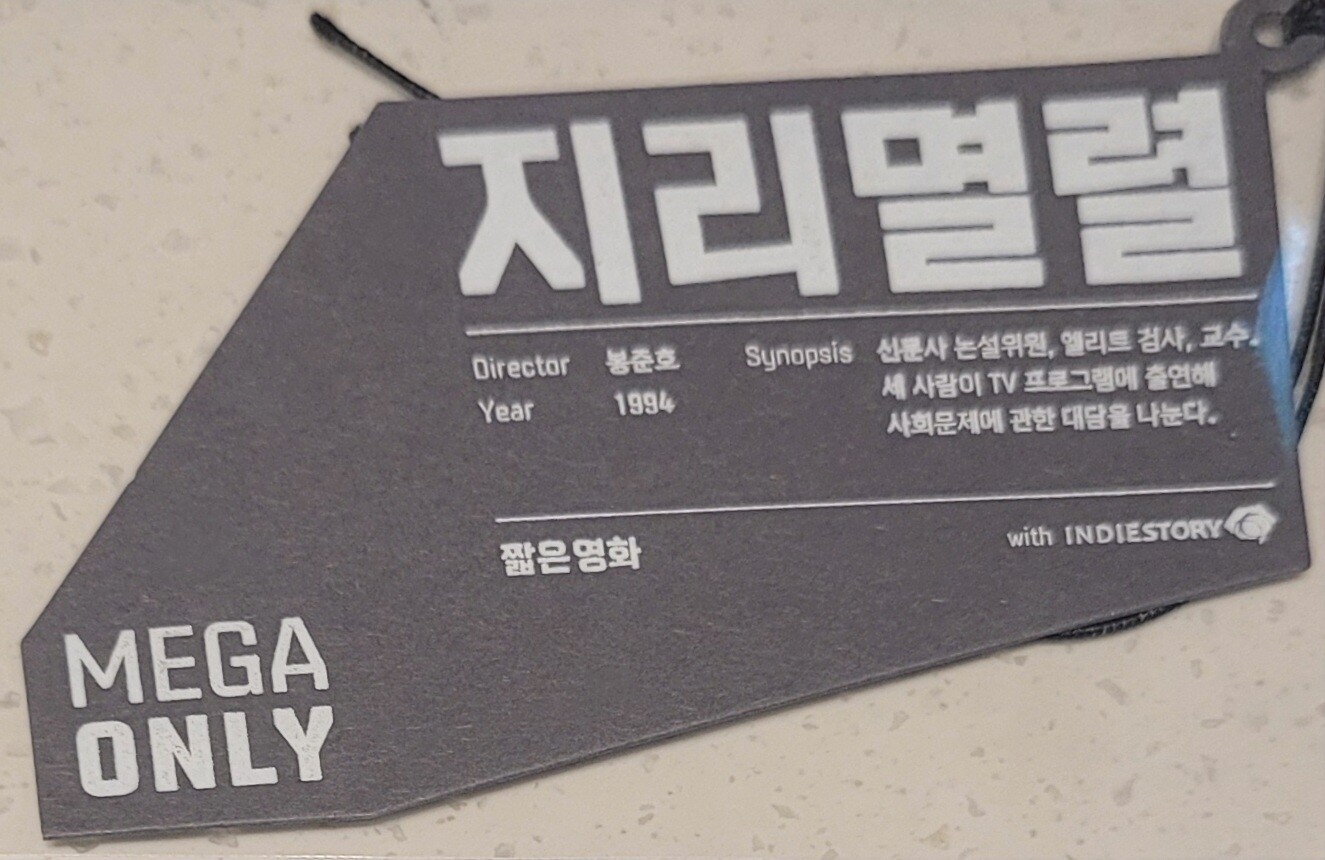 지리멸렬
Director 봉준호
Year 1994
Synopsis 신문사 논설위원, 엘리트 검사, 교수.
세 사람이 TV 프로그램에 출연해
사회문제에 관한 대담을 나눈다.
짧은영화
with INDIESTORY
MEGA
ONLY